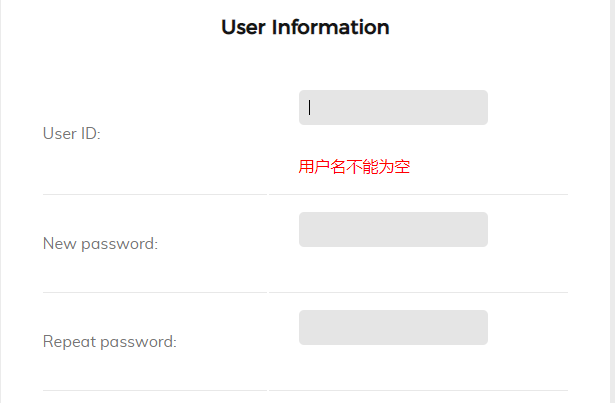 User Information
User ID:
用户名不能为空
New password:
Repeat password: